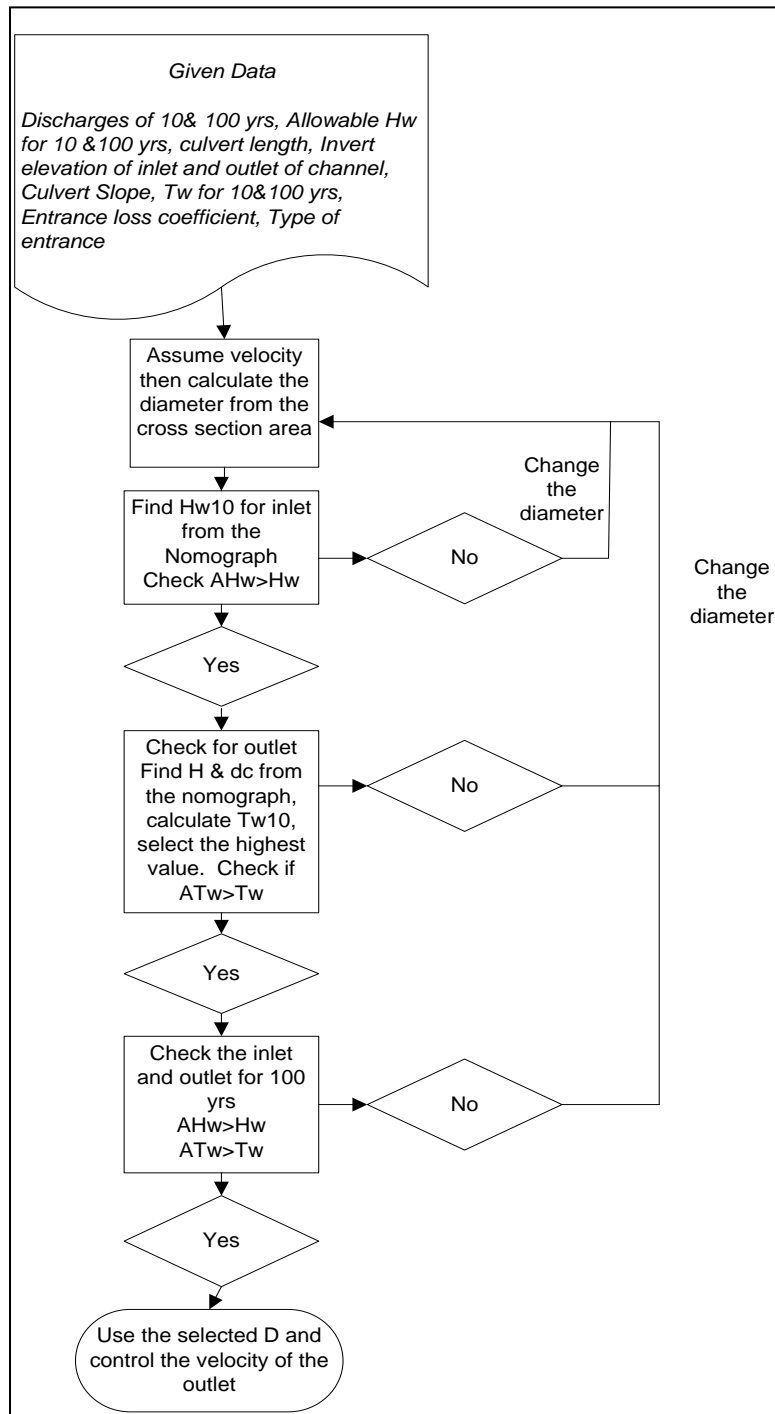 Given Data
Discharges of 10& 100 yrs, Allowable Hw
for 10 &100 yrs, culvert length, Invert
elevation of inlet and outlet of channel,
Culvert Slope, Tw for 10&100 yrs,
Entrance loss coefficient, Type of
entrance
Assume velocity
then calculate the
diameter from the
cross section area
Change
the
diameter
Find Hw10 for inlet
from the
Nomograph
Check AHw>Hw
No
Change
the
diameter
Yes
Check for outlet
Find H & dc from
the nomograph,
calculate Tw10,
select the highest
value.  Check if
ATw>Tw
No
Yes
Check the inlet
and outlet for 100
yrs
AHw>Hw
ATw>Tw
No
Yes
Use the selected D and
control the velocity of the
outlet